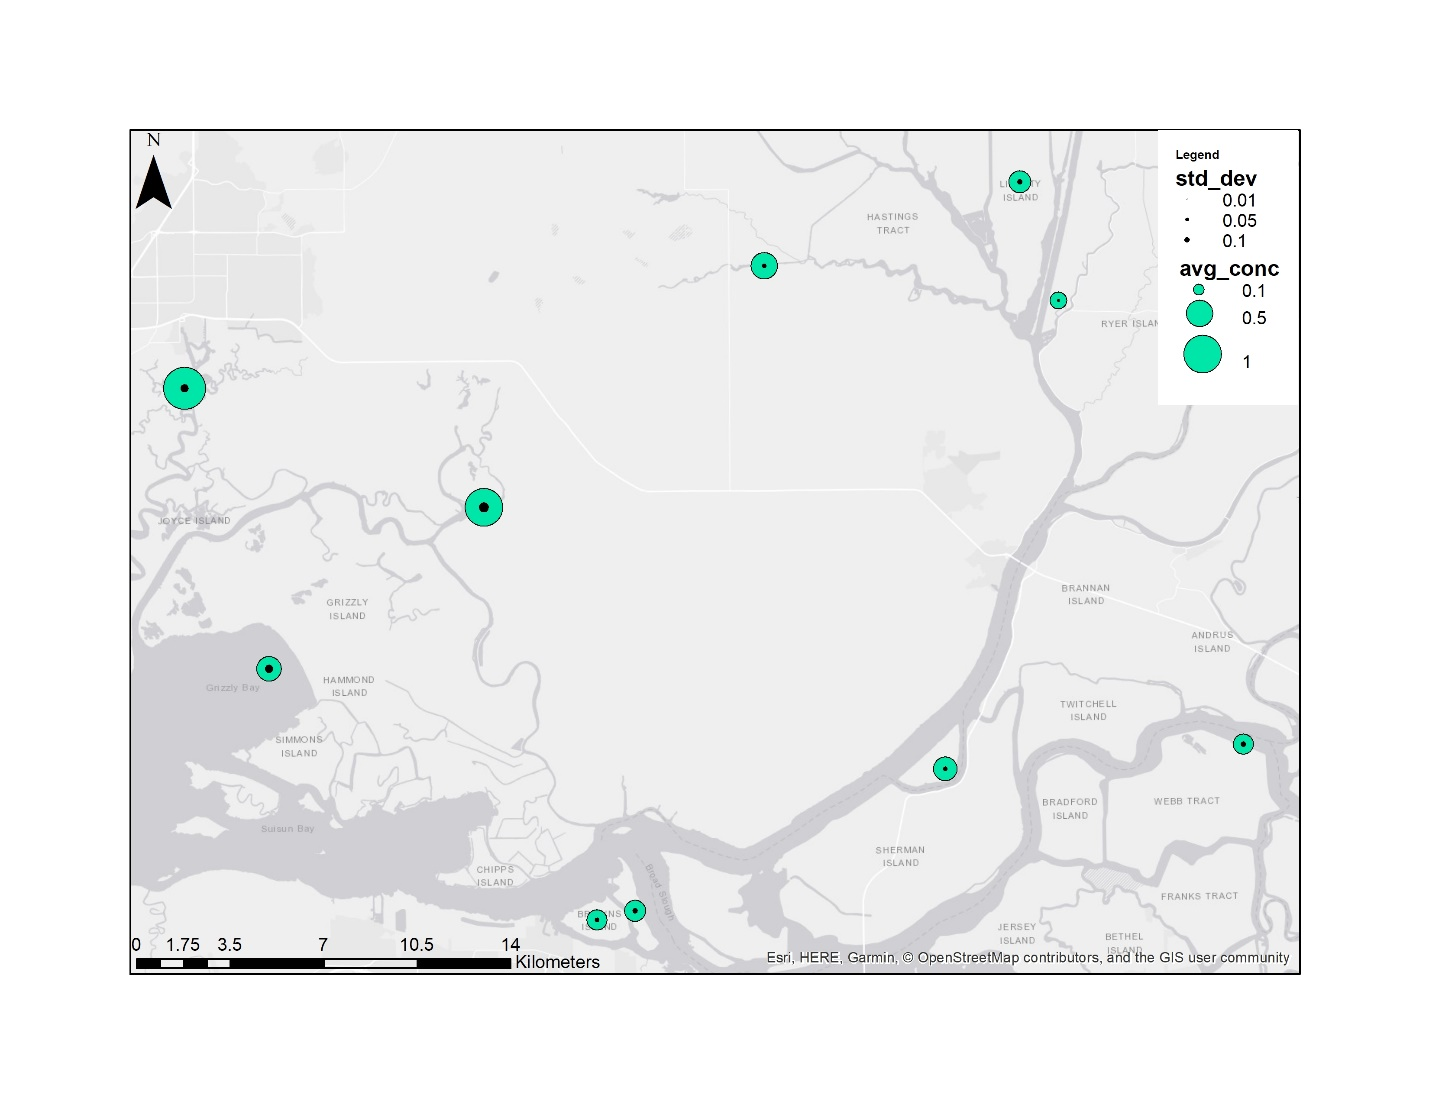 N
Legend
std_dev
0.01
0.05
0.1
avg_conc
0.1
0.5
1
HASTINGS
TRACT
ISLAND
RYER
JOYCE ISLAND
GRIZZLY
ISLAND
BRANNAN
ISLAND
ANDRUS
ISLAND
Grizzly Bay
HAMMOND
ISLAND
TWITCHELL
ISLAND
SIMMONS
ISLAND
BRADFORD
ISLAND
WEBB TRACT
Suisun Bay
SHERMAN
ISLAND
CHIPPS
ISLAND
Broad Slough
FRANKS TRACT
JERSEY
ISLAND
BETHEL
ISLAND
0 1.75 3.5 7 10.5 14
Kilometers
Esri, HERE, Garmin, © OpenStreetMap contributors, and the GIS user community